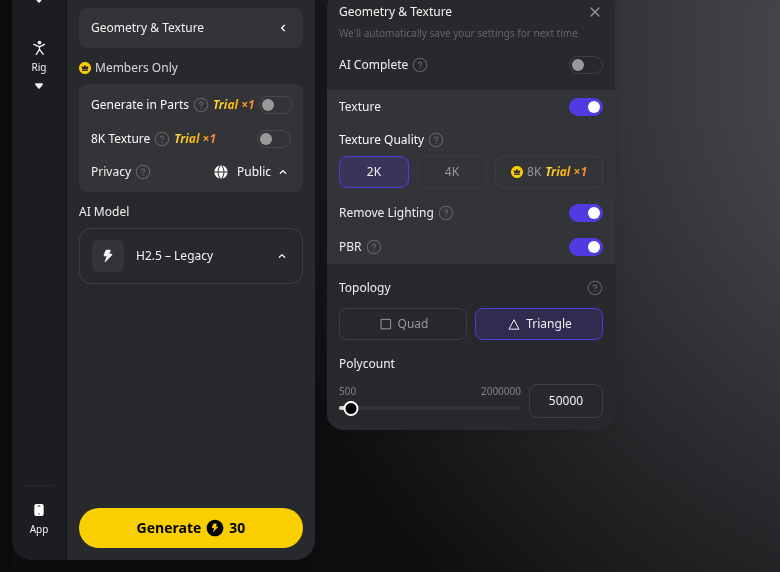 Rig
App
Geometry & Texture
Members Only
Generate in Parts ? Trial ×1
8K Texture ? Trial ×1
Privacy ? Public
AI Model
H2.5 – Legacy
Generate 30
Geometry & Texture
We'll automatically save your settings for next time
AI Complete ?
Texture
Texture Quality ?
2K 4K 8K Trial ×1
Remove Lighting ?
PBR ?
Topology ?
Quad Triangle
Polycount
500 2000000
50000